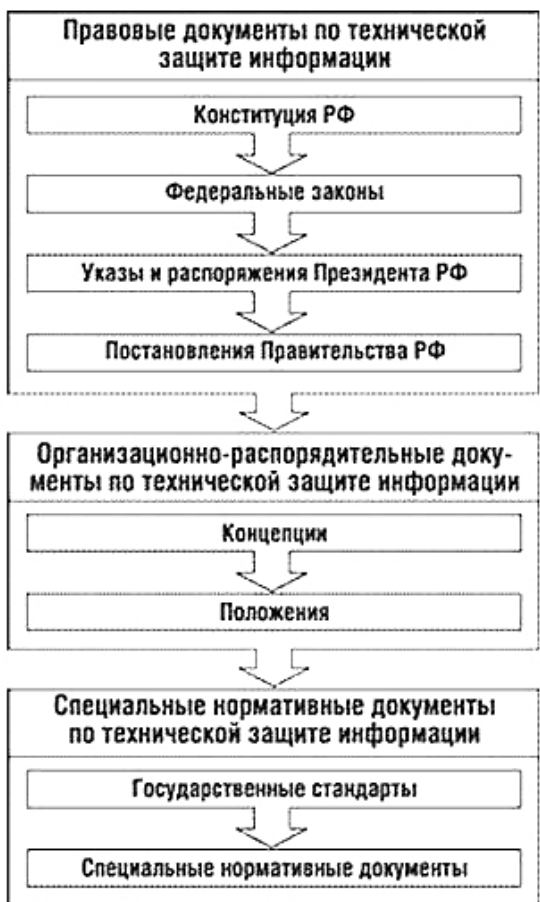 Правовые документы по технической
защите информации
Конституция РФ
Федеральные законы
Указы и распоряжения Президента РФ
Постановления Правительства РФ
Организационно-распорядительные доку-
менты по технической защите информации
Концепции
Положения
Специальные нормативные документы
по технической защите информации
Государственные стандарты
Специальные нормативные документы